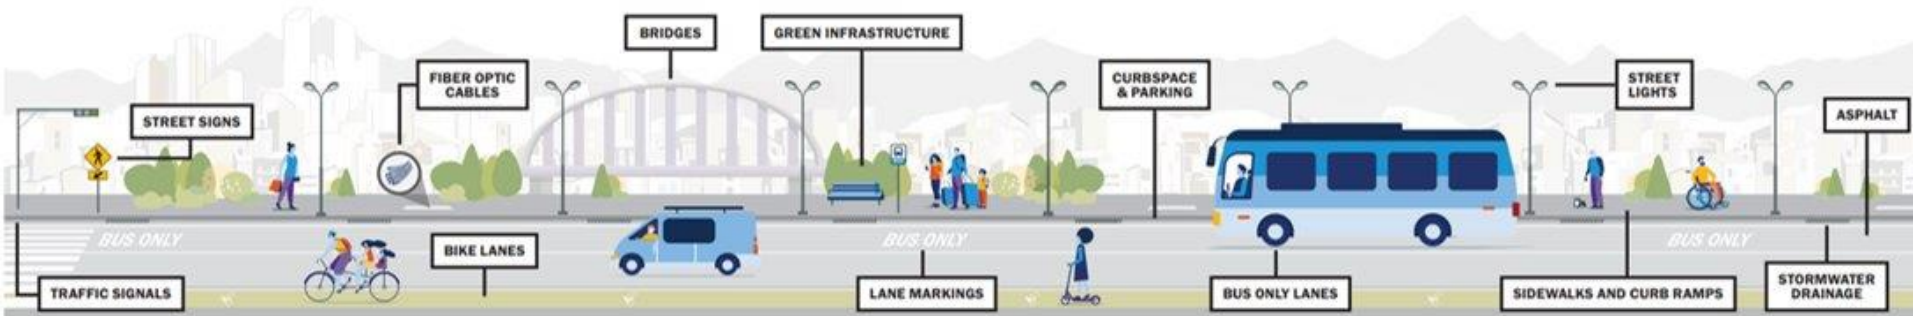 BRIDGES
GREEN INFRASTRUCTURE
FIBER OPTIC
CABLES
CURBSPACE
& PARKING
STREET
LIGHTS
STREET SIGNS
ASPHALT
BUS ONLY
BUS ONLY
BUS ONLY
BIKE LANES
TRAFFIC SIGNALS
LANE MARKINGS
BUS ONLY LANES
SIDEWALKS AND CURB RAMPS
STORMWATER
DRAINAGE